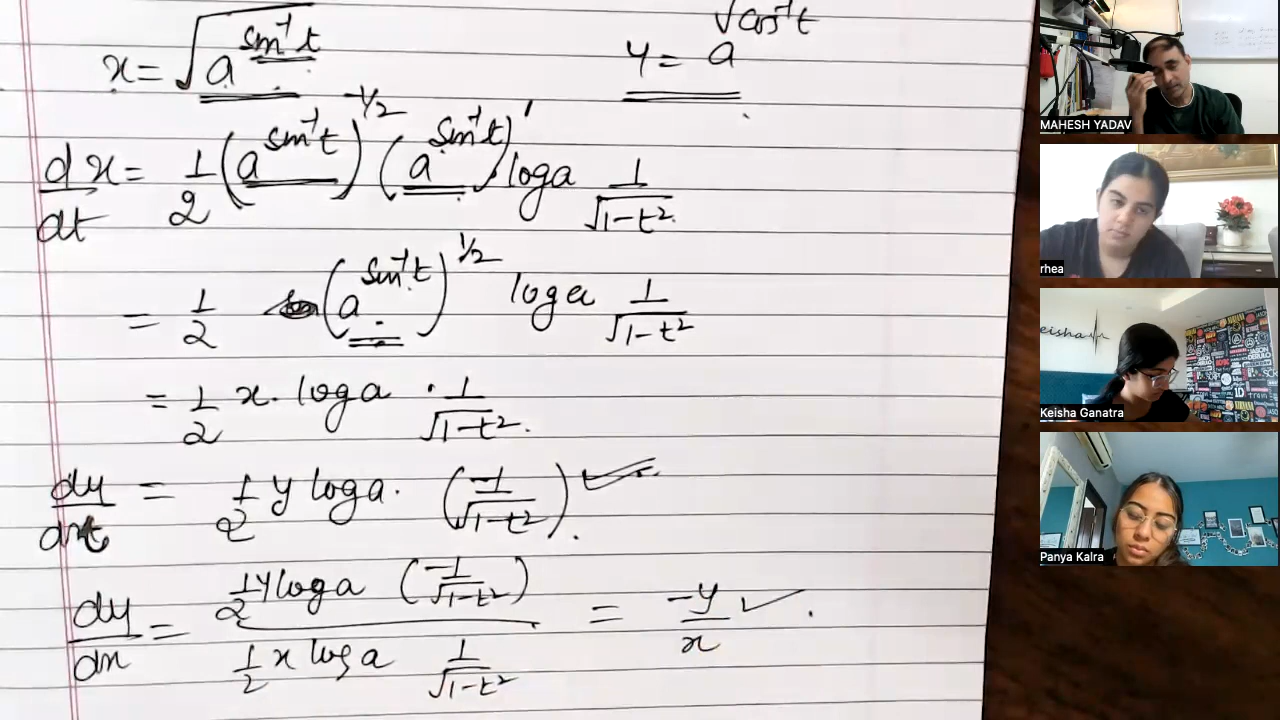 x = √(a^(sin⁻¹t))    y = a^(√cos⁻¹t)
dx/dt = 1/2 (a^(sin⁻¹t))^(-1/2) (a^(sin⁻¹t))' log a 1/√(1-t²)
= 1/2 (a^(sin⁻¹t))^(1/2) log a 1/√(1-t²)
= 1/2 x. log a . 1/√(1-t²).
dy/dt = 1/2 y log a. (-1/√(1-t²)) ✓.
dy/dx = (1/2 y log a (-1/√(1-t²))) / (1/2 x log a 1/√(1-t²)) = -y/x ✓.
MAHESH YADAV
rhea
Keisha Ganatra
Panya Kalra